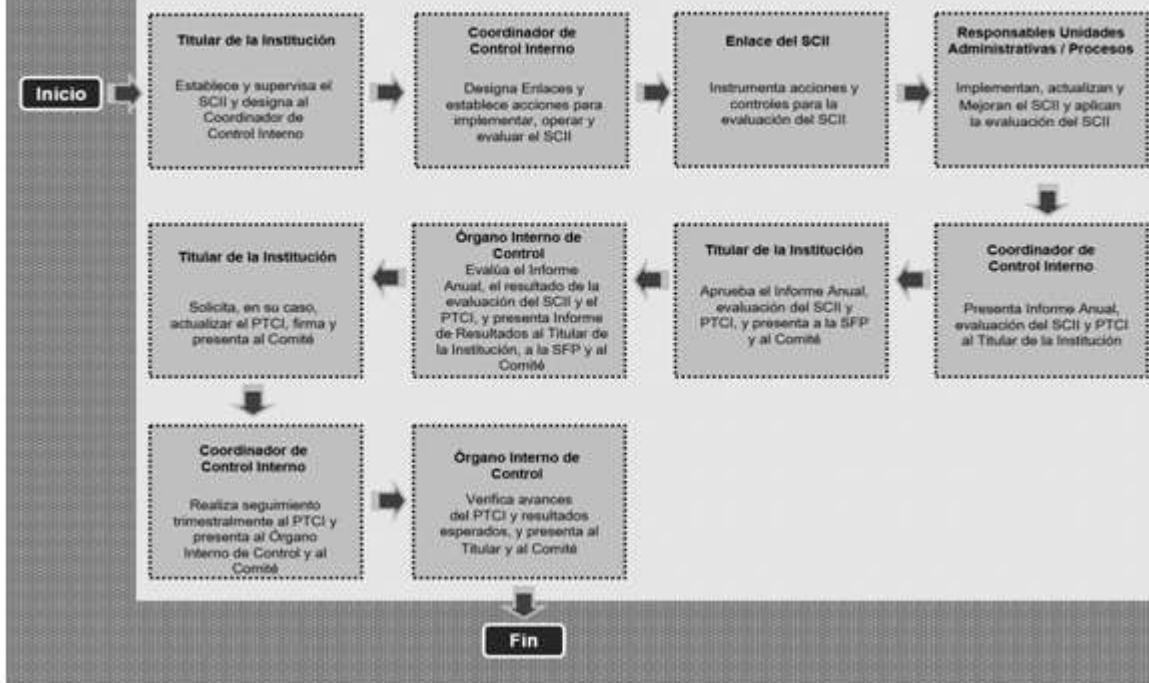 Inicio
Titular de la Institución
Establece y supervisa el
SCII y designa al
Coordinador de
Control Interno
Coordinador de
Control Interno
Designa Enlaces y
establece acciones para
implementar, operar y
evaluar el SCII
Enlace del SCII
Instrumenta acciones y
controles para la
evaluación del SCII
Responsables Unidades
Administrativas / Procesos
Implementan, actualizan y
Mejoran el SCII y aplican
la evaluación del SCII
Coordinador de
Control Interno
Presenta Informe Anual,
evaluación del SCII y PTCI
al Titular de la Institución
Titular de la Institución
Aprueba el Informe Anual,
evaluación del SCII y
PTCI, y presenta a la SFP
y al Comité
Órgano Interno de
Control
Evalúa el Informe
Anual, el resultado de la
evaluación del SCII y el
PTCI, y presenta Informe
de Resultados al Titular de
la Institución, a la SFP y al
Comité
Titular de la Institución
Solicita, en su caso,
actualizar el PTCI, firma y
presenta al Comité
Coordinador de
Control Interno
Realiza seguimiento
trimestralmente al PTCI y
presenta al Órgano
Interno de Control y al
Comité
Órgano Interno de
Control
Verifica avances
del PTCI y resultados
esperados, y presenta al
Titular y al Comité
Fin